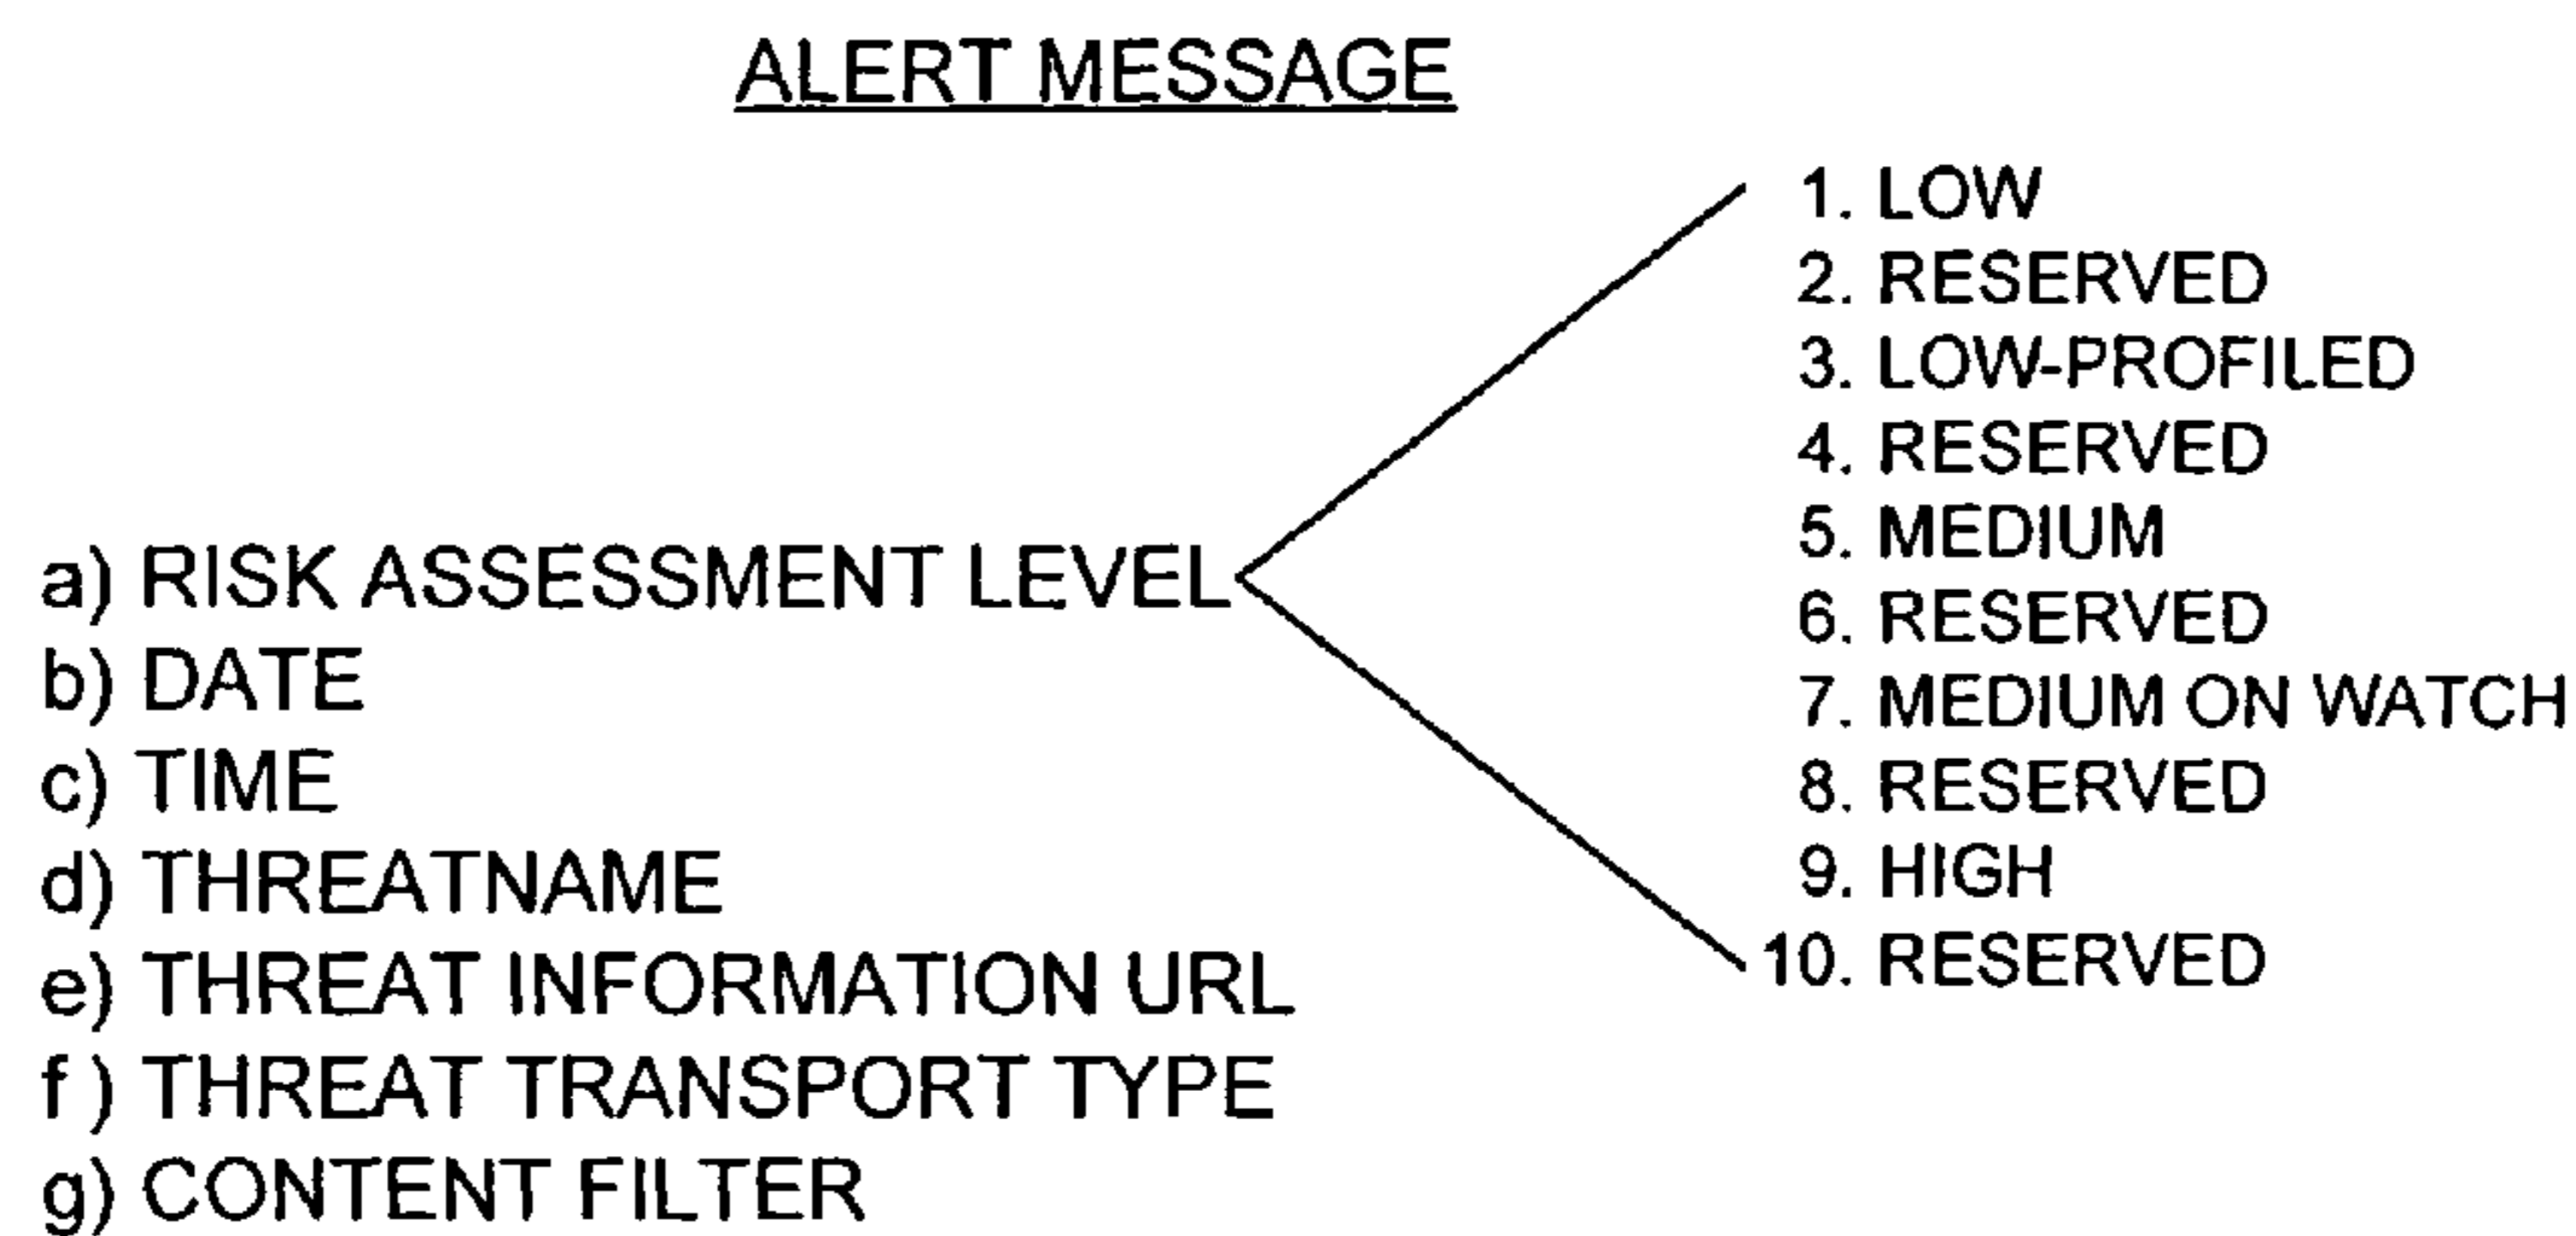 ALERT MESSAGE
a) RISK ASSESSMENT LEVEL
b) DATE
c) TIME
d) THREATNAME
e) THREAT INFORMATION URL
f ) THREAT TRANSPORT TYPE
g) CONTENT FILTER
1. LOW
2. RESERVED
3. LOW-PROFILED
4. RESERVED
5. MEDIUM
6. RESERVED
7. MEDIUM ON WATCH
8. RESERVED
9. HIGH
10. RESERVED